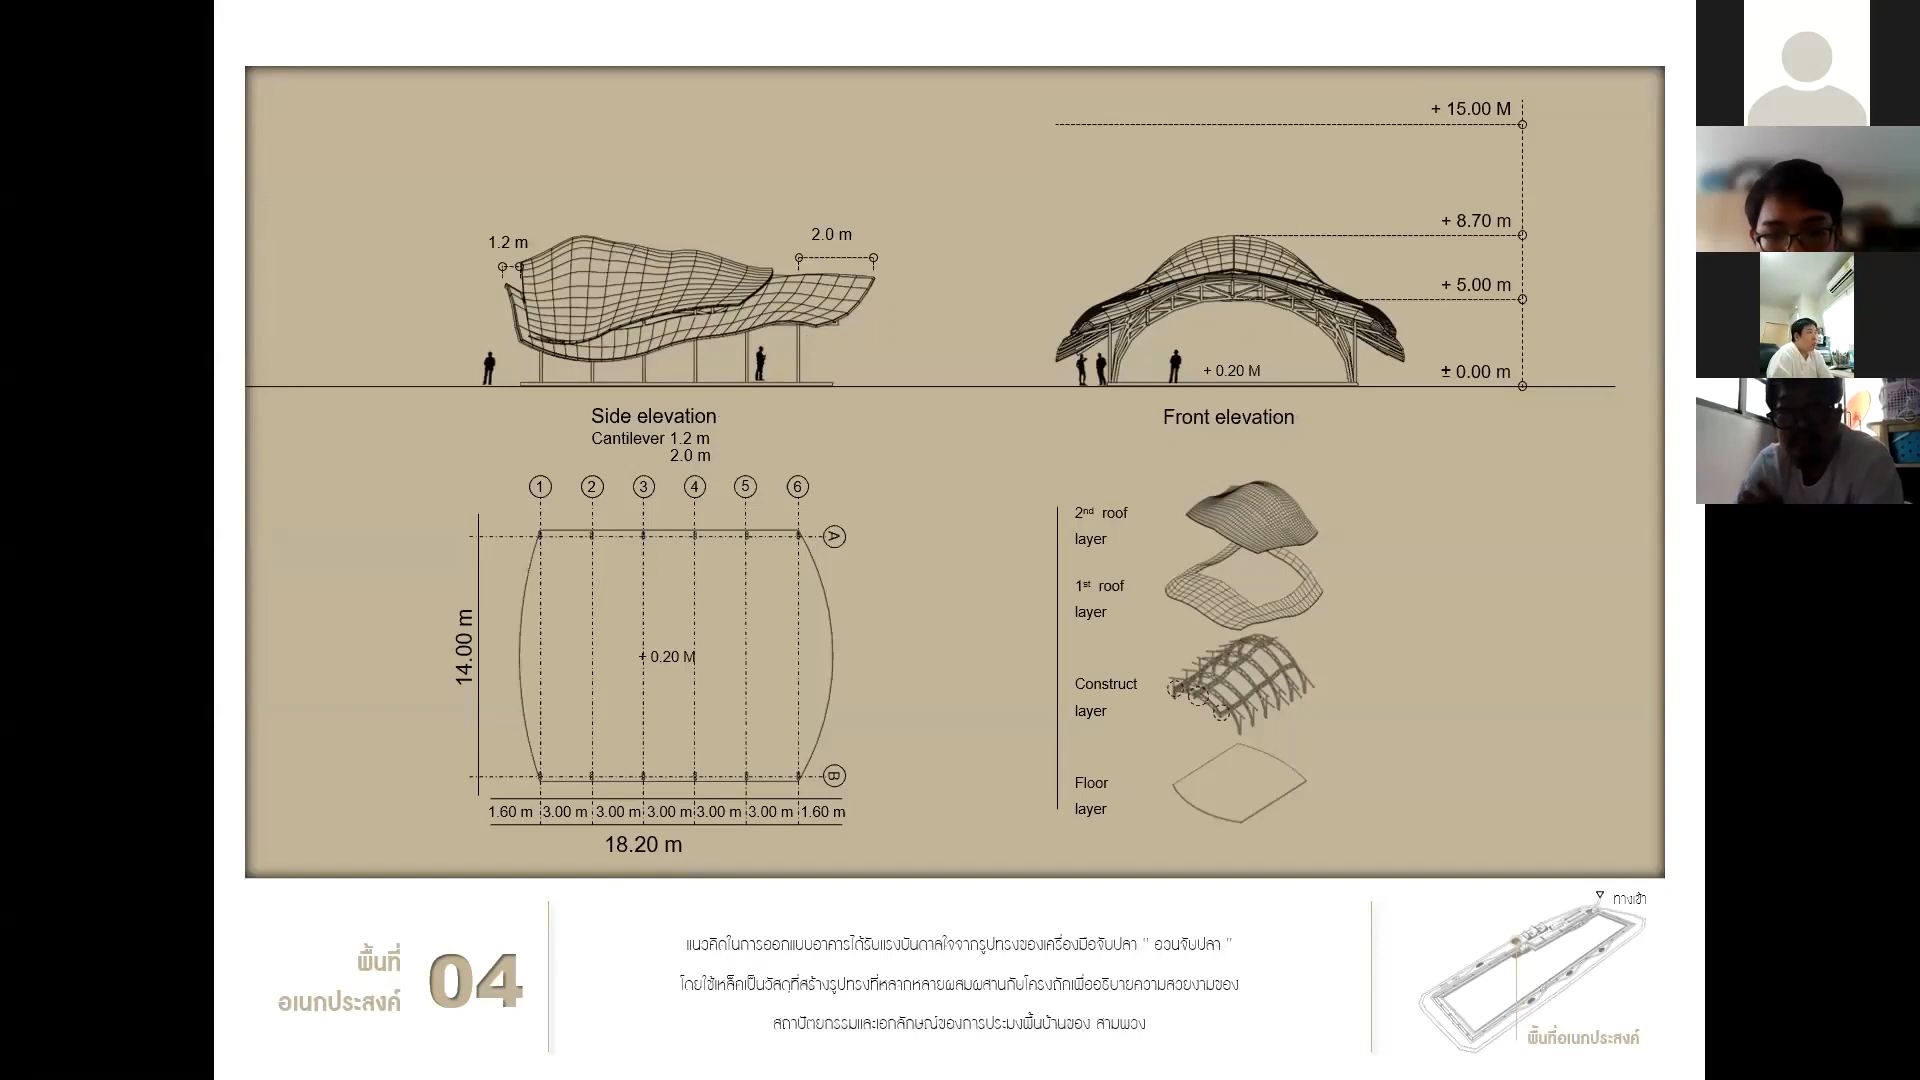 + 15.00 M
+ 8.70 m
+ 5.00 m
± 0.00 m
1.2 m
2.0 m
+ 0.20 M
Side elevation
Cantilever 1.2 m
2.0 m
Front elevation
1 2 3 4 5 6
A
B
14.00 m
+ 0.20 M
1.60 m 3.00 m 3.00 m 3.00 m 3.00 m 3.00 m 1.60 m
18.20 m
2nd roof
layer
1st roof
layer
Construct
layer
Floor
layer
พื้นที่
อเนกประสงค์
04
แนวคิดในการออกแบบอาคารได้รับแรงบันดาลใจจากรูปทรงของเครื่องมือจับปลา " อวนจับปลา "
โดยใช้เหล็กเป็นวัสดุที่สร้างรูปทรงที่หลากหลายผสมผสานกับโครงถักเพื่ออธิบายความสวยงามของ
สถาปัตยกรรมและเอกลักษณ์ของการประมงพื้นบ้านของ สามพวง
ทางเข้า
พื้นที่อเนกประสงค์